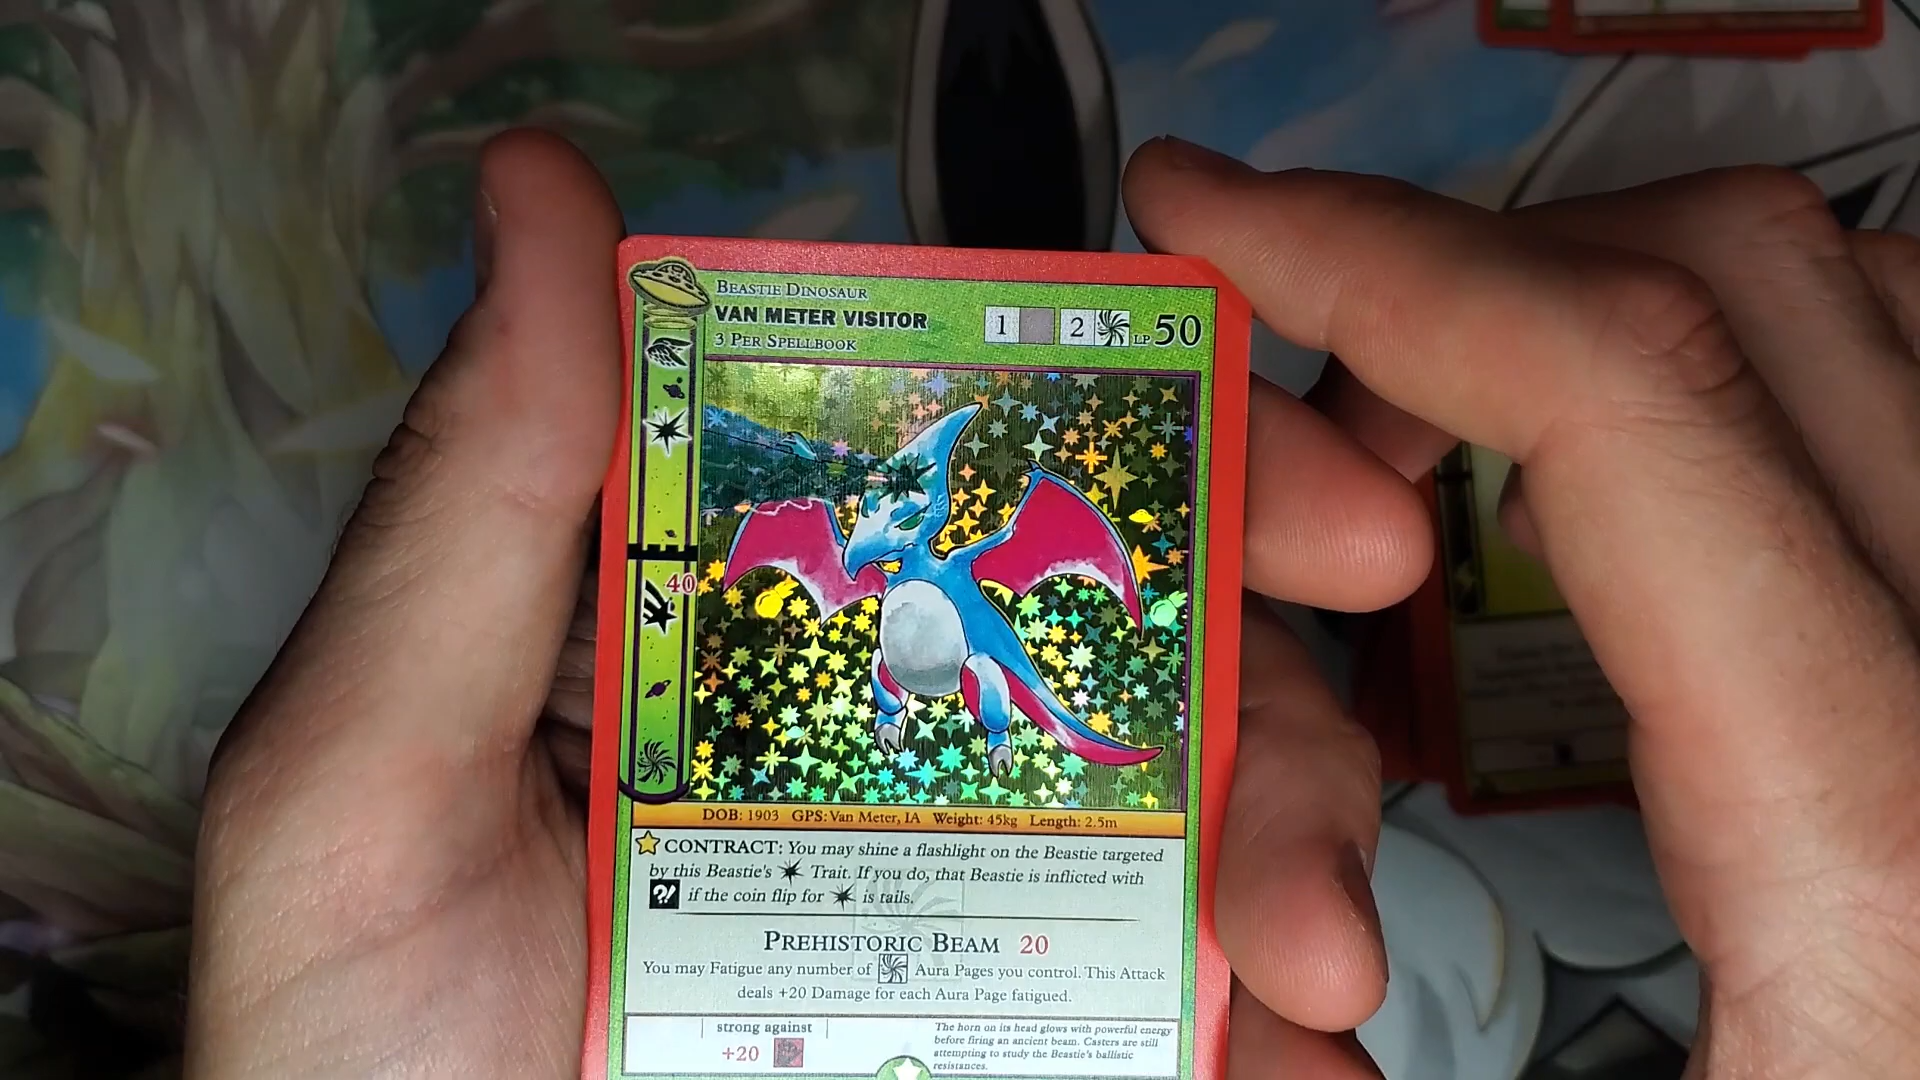 BEASTIE DINOSAUR
VAN METER VISITOR
3 PER SPELLBOOK
1 2 LP 50
40
DOB: 1903 GPS: Van Meter, IA Weight: 45kg Length: 2.5m
CONTRACT: You may shine a flashlight on the Beastie targeted
by this Beastie's Trait. If you do, that Beastie is inflicted with
?! if the coin flip for is tails.
PREHISTORIC BEAM 20
You may Fatigue any number of Aura Pages you control. This Attack
deals +20 Damage for each Aura Page fatigued.
strong against
+20
The horn on its head glows with powerful energy
before firing an ancient beam. Casters are still
attempting to study the Beastie's ballistic
resistances.